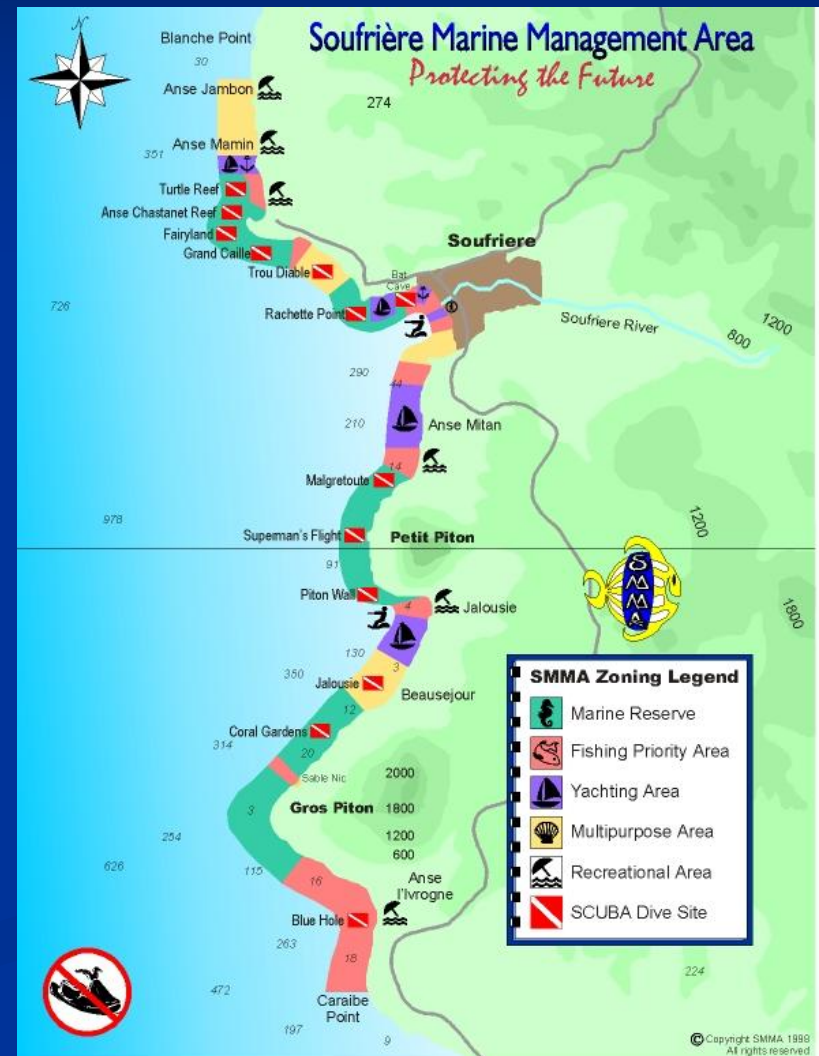 N
Soufrière Marine Management Area
Protecting the Future
Blanche Point
30
Anse Jambon
274
Anse Mamin
351
Turtle Reef
Anse Chastanet Reef
Fairyland
Grand Caille
Soufriere
Trou Diable
Bat
Cave
726
Rachette Point
Soufriere River
800
1200
290
44
210
Anse Mitan
14
Malgretoute
978
1200
Superman's Flight
Petit Piton
91
SMMA
Piton Wall
4
Jalousie
1800
130
3
350
Jalousie
Beausejour
12
Coral Gardens
314
20
Sable Nic
2000
3
Gros Piton
1800
254
1200
600
626
115
16
Anse
l'Ivrogne
Blue Hole
263
18
472
Caraibe
Point
197
9
SMMA Zoning Legend
Marine Reserve
Fishing Priority Area
Yachting Area
Multipurpose Area
Recreational Area
SCUBA Dive Site
224
© Copyright SMMA 1998
All rights reserved